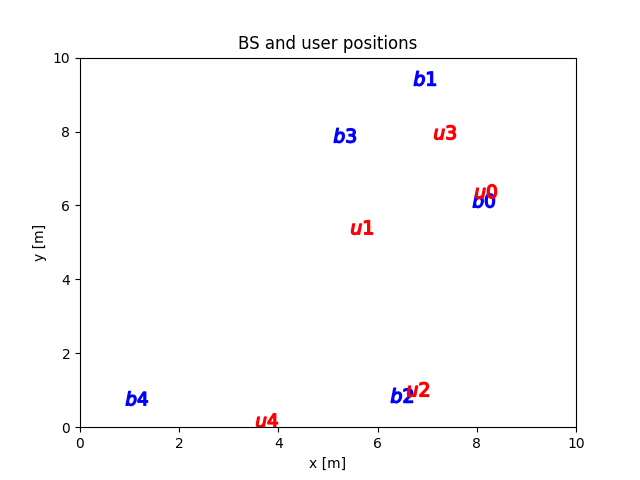 BS and user positions
10
b1
8
b3
u3
u0
6
b0
u1
y [m]
4
2
b2
u2
b4
u4
0
0 2 4 6 8 10
x [m]